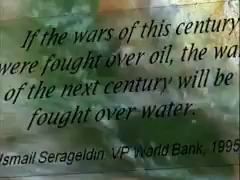 If the wars of this century
were fought over oil, the wa
of the next century will be
fought over water.
Ismail Serageldin VP World Bank, 1995